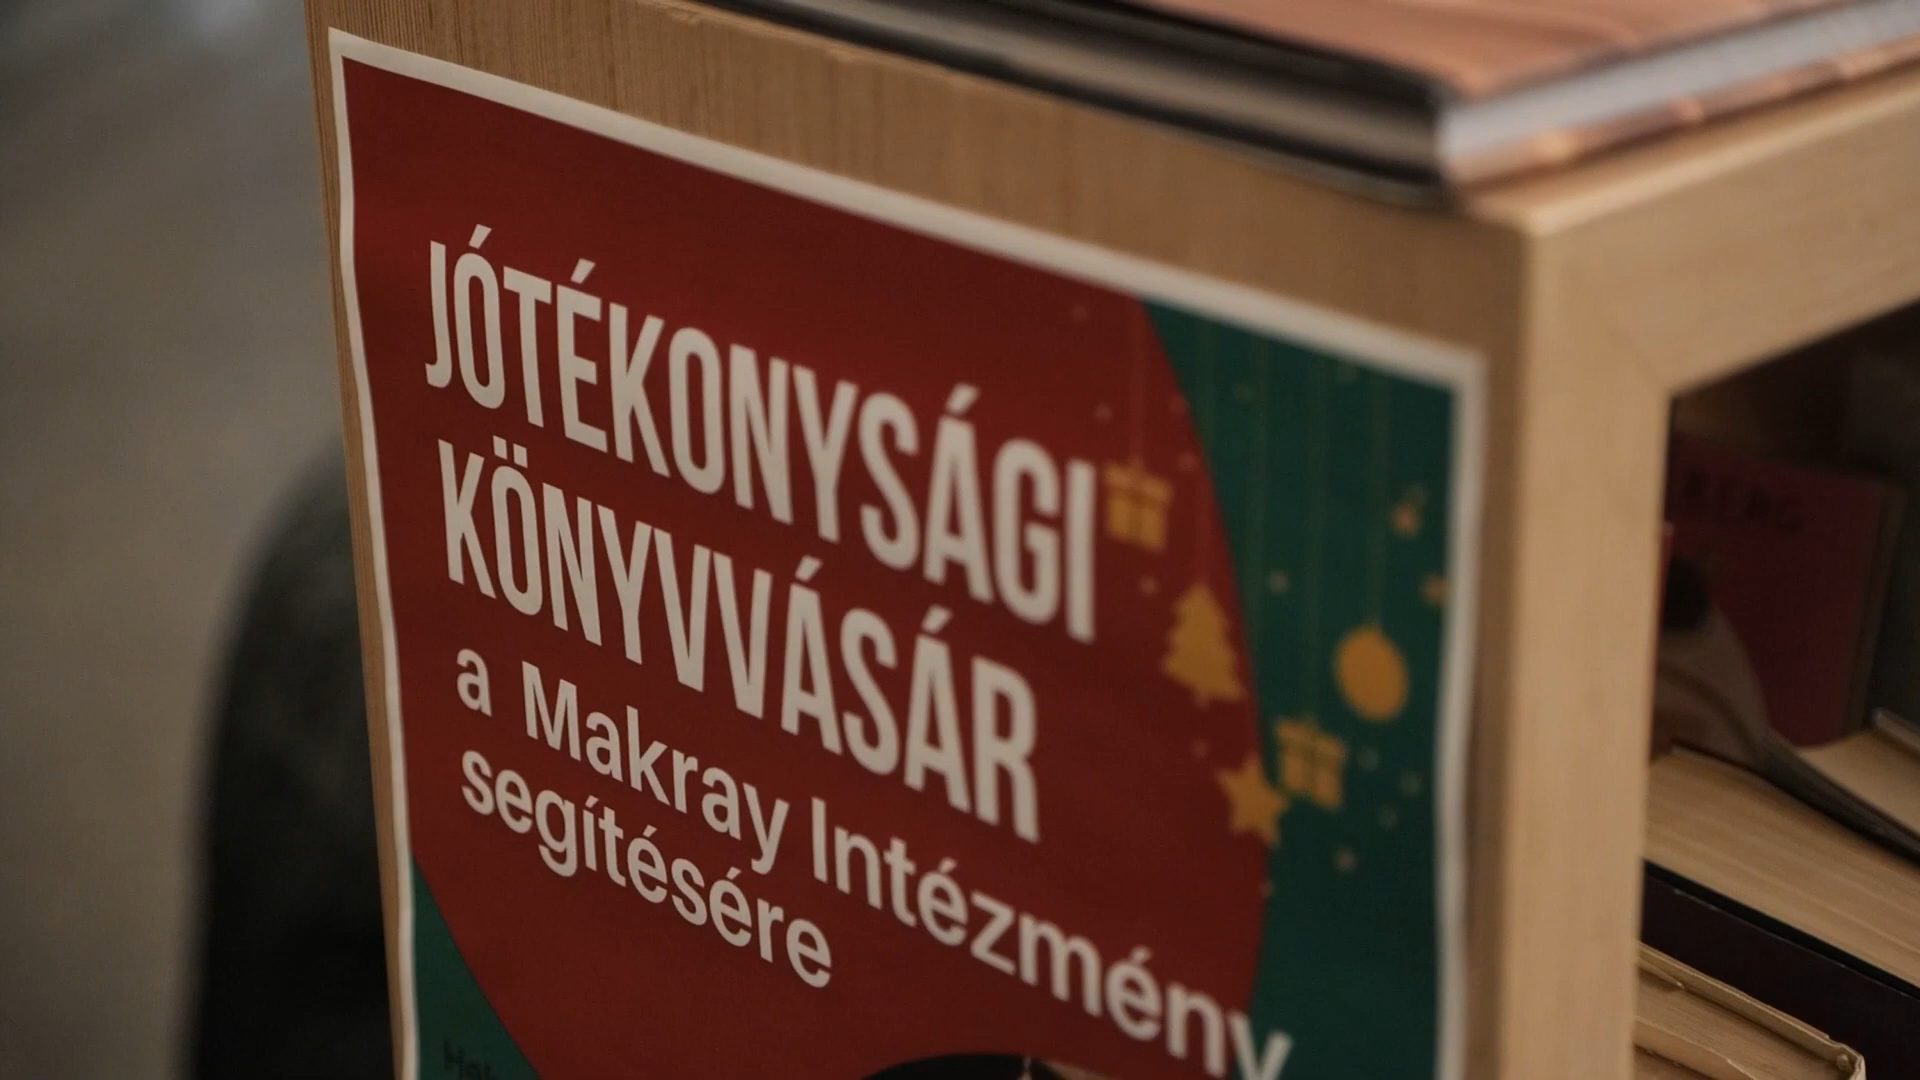 JÓTÉKONYSÁGI
KÖNYVVÁSÁR
a Makray Intézmény
segítésére